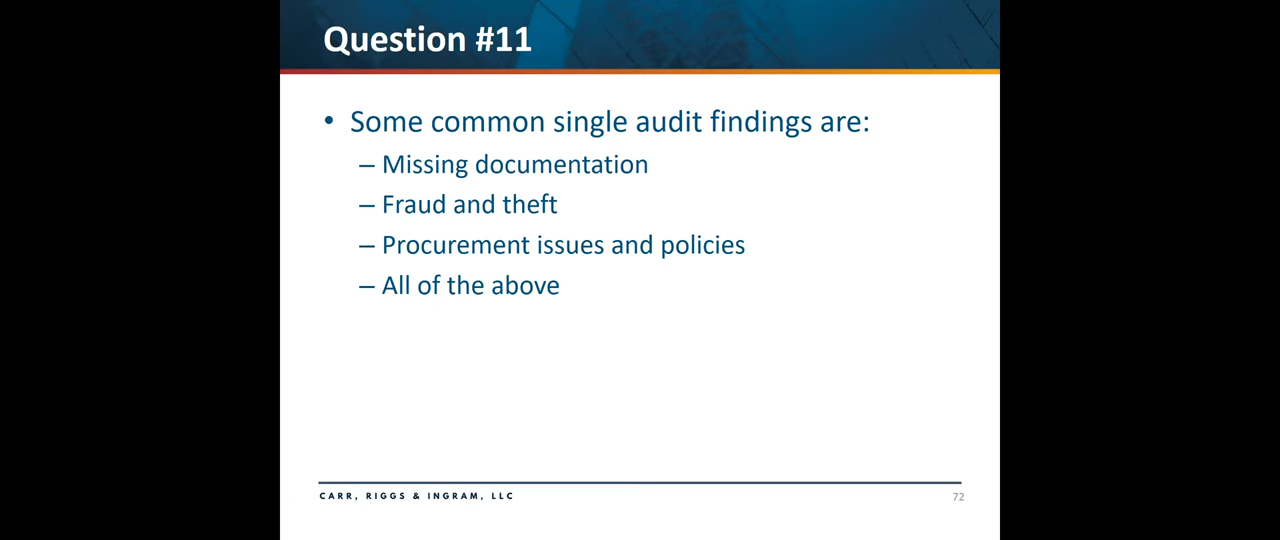 Question #11
• Some common single audit findings are:
– Missing documentation
– Fraud and theft
– Procurement issues and policies
– All of the above
CARR, RIGGS & INGRAM, LLC
72